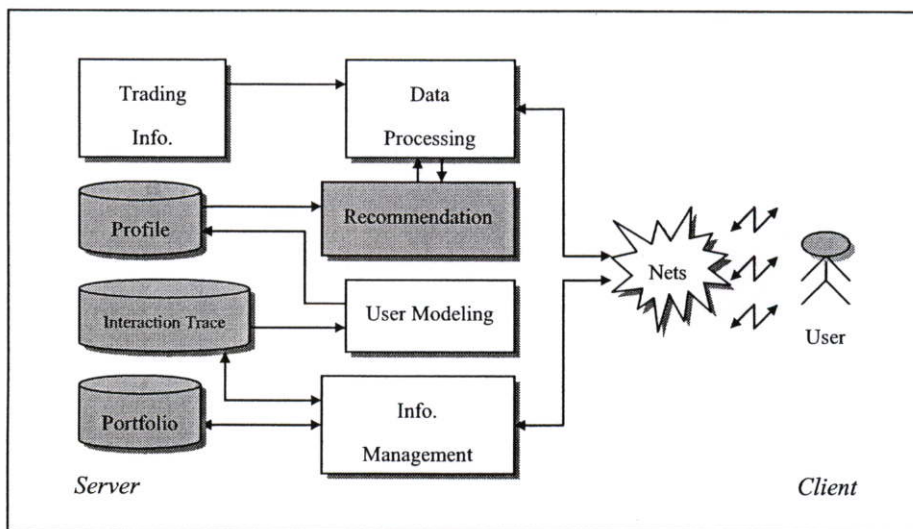 Trading
Info.
Data
Processing
Profile
Recommendation
Interaction Trace
User Modeling
Portfolio
Info.
Management
Nets
User
Server
Client